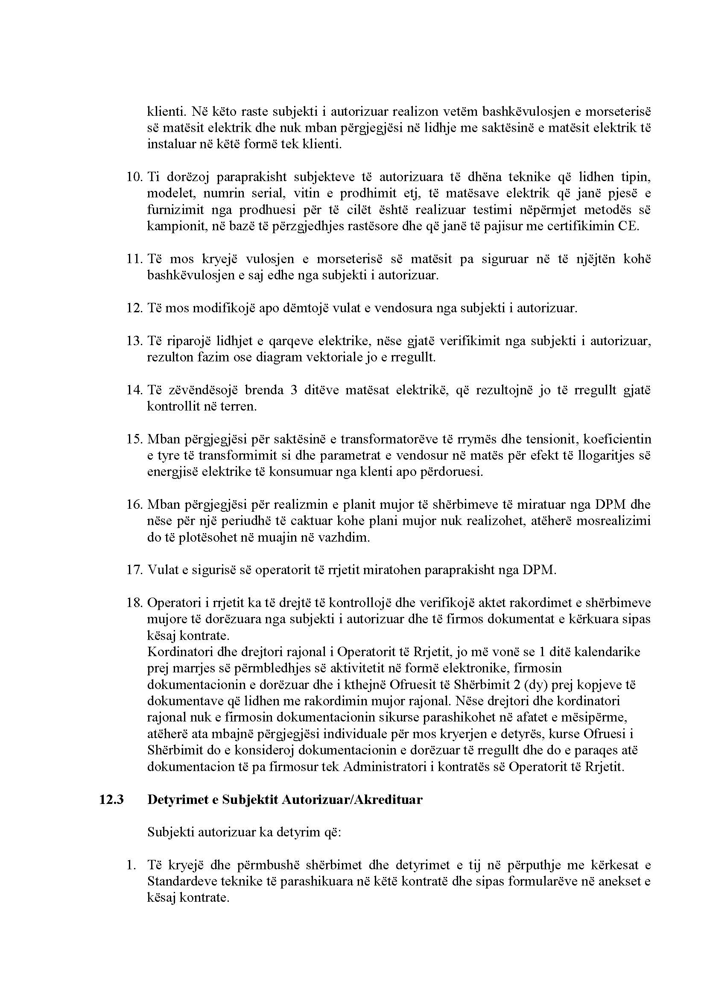 klienti. Në këto raste subjekti i autorizuar realizon vetëm bashkëvulosjen e morseterisë
së matësit elektrik dhe nuk mban përgjegjësi në lidhje me saktësinë e matësit elektrik të
instaluar në këtë formë tek klienti.
10. Ti dorëzoj paraprakisht subjekteve të autorizuara të dhëna teknike që lidhen tipin,
modelet, numrin serial, vitin e prodhimit etj, të matësave elektrik që janë pjesë e
furnizimit nga prodhuesi për të cilët është realizuar testimi nëpërmjet metodës së
kampionit, në bazë të përzgjedhjes rastësore dhe që janë të pajisur me certifikimin CE.
11. Të mos kryejë vulosjen e morseterisë së matësit pa siguruar në të njëjtën kohë
bashkëvulosjen e saj edhe nga subjekti i autorizuar.
12. Të mos modifikojë apo dëmtojë vulat e vendosura nga subjekti i autorizuar.
13. Të riparojë lidhjet e qarqeve elektrike, nëse gjatë verifikimit nga subjekti i autorizuar,
rezulton fazim ose diagram vektoriale jo e rregullt.
14. Të zëvëndësojë brenda 3 ditëve matësat elektrikë, që rezultojnë jo të rregullt gjatë
kontrollit në terren.
15. Mban përgjegjësi për saktësinë e transformatorëve të rrymës dhe tensionit, koeficientin
e tyre të transformimit si dhe parametrat e vendosur në matës për efekt të llogaritjes së
energjisë elektrike të konsumuar nga klenti apo përdoruesi.
16. Mban përgjegjësi për realizmin e planit mujor të shërbimeve të miratuar nga DPM dhe
nëse për një periudhë të caktuar kohe plani mujor nuk realizohet, atëherë mosrealizimi
do të plotësohet në muajin në vazhdim.
17. Vulat e sigurisë së operatorit të rrjetit miratohen paraprakisht nga DPM.
18. Operatori i rrjetit ka të drejtë të kontrollojë dhe verifikojë aktet rakordimet e shërbimeve
mujore të dorëzuara nga subjekti i autorizuar dhe të firmos dokumentat e kërkuara sipas
kësaj kontrate.
Kordinatori dhe drejtori rajonal i Operatorit të Rrjetit, jo më vonë se 1 ditë kalendarike
prej marrjes së përmbledhjes së aktivitetit në formë elektronike, firmosin
dokumentacionin e dorëzuar dhe i kthejnë Ofruesit të Shërbimit 2 (dy) prej kopjeve të
dokumentave që lidhen me rakordimin mujor rajonal. Nëse drejtori dhe kordinatori
rajonal nuk e firmosin dokumentacionin sikurse parashikohet në afatet e mësipërme,
atëherë ata mbajnë përgjegjësi individuale për mos kryerjen e detyrës, kurse Ofruesi i
Shërbimit do e konsideroj dokumentacionin e dorëzuar të rregullt dhe do e paraqes atë
dokumentacion të pa firmosur tek Administratori i kontratës së Operatorit të Rrjetit.
12.3 Detyrimet e Subjektit Autorizuar/Akredituar
Subjekti autorizuar ka detyrim që:
1. Të kryejë dhe përmbushë shërbimet dhe detyrimet e tij në përputhje me kërkesat e
Standardeve teknike të parashikuara në këtë kontratë dhe sipas formularëve në anekset e
kësaj kontrate.